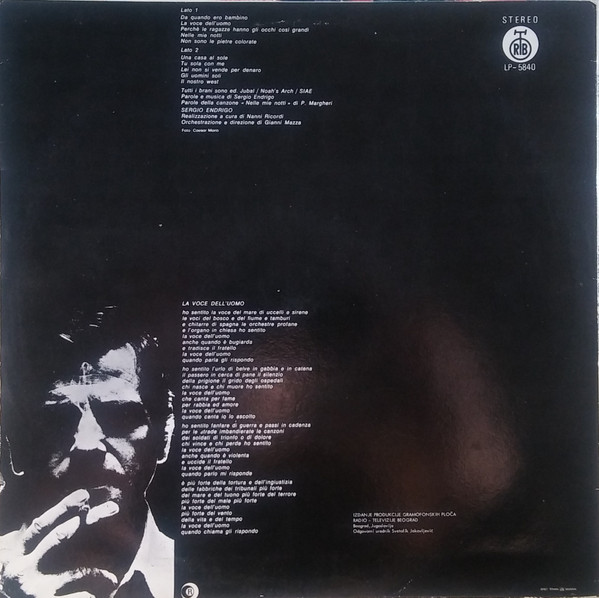 Lato 1
Da quando ero bambino
La voce dell'uomo
Perché le ragazze hanno gli occhi così grandi
Nelle mie notti
Non sono le pietre colorate
Lato 2
Una casa al sole
Tu sola con me
Lei non si vende per denaro
Gli uomini soli
Il nostro west
Tutti i brani sono ed. Jubal / Noah's Arch / SIAE
Parole e musica di Sergio Endrigo
Parole della canzone « Nelle mie notti » di P. Margheri
SERGIO ENDRIGO
Realizzazione a cura di Nanni Ricordi
Orchestrazione e direzione di Gianni Mazza
Foto:
STEREO
RTB
LP-5840
LA VOCE DELL'UOMO
ho sentito la voce del mare di uccelli e sirene
le voci del bosco e del fiume e tamburi
e chitarre di spagna le orchestre profane
e l'organo in chiesa ho sentito
la voce dell'uomo
anche quando è bugiarda
e tradisce il fratello
la voce dell'uomo
quando parla gli rispondo
ho sentito l'urlo di belve in gabbia e in catena
il passero in cerca di pane il silenzio
della prigione il grido degli ospedali
chi nasce e chi muore ho sentito
la voce dell'uomo
che canta per fame
per rabbia ed amore
la voce dell'uomo
quando canta io lo ascolto
ho sentito fanfare di guerra e passi in cadenza
per le strade imbandierate le canzoni
dei soldati di trionfo o di dolore
chi vince e chi perde ho sentito
la voce dell'uomo
anche quando è violenta
e uccide il fratello
la voce dell'uomo
quando parla mi risponde
è più forte della tortura e dell'ingiustizia
delle fabbriche dei tribunali più forte
del mare e del tuono più forte del terrore
più forte del male più forte
la voce dell'uomo
più forte del vento
della vita e del tempo
la voce dell'uomo
quando chiama gli rispondo
IZDANJE PRODUKCIJE GRAMOFONSKIH PLOČA
RADIO - TELEVIZIJE BEOGRAD
Beograd, Jugoslavija
Odgovorni urednik Svetolik Jakovljević
R